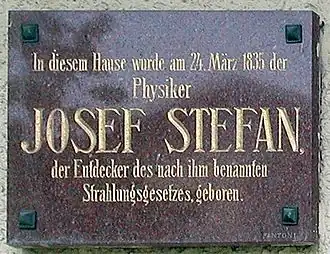 In diesem Hause wurde am 24. März 1835 der
Physiker
JOSEF STEFAN,
der Entdecker des nach ihm benannten
Strahlungsgesetzes, geboren.